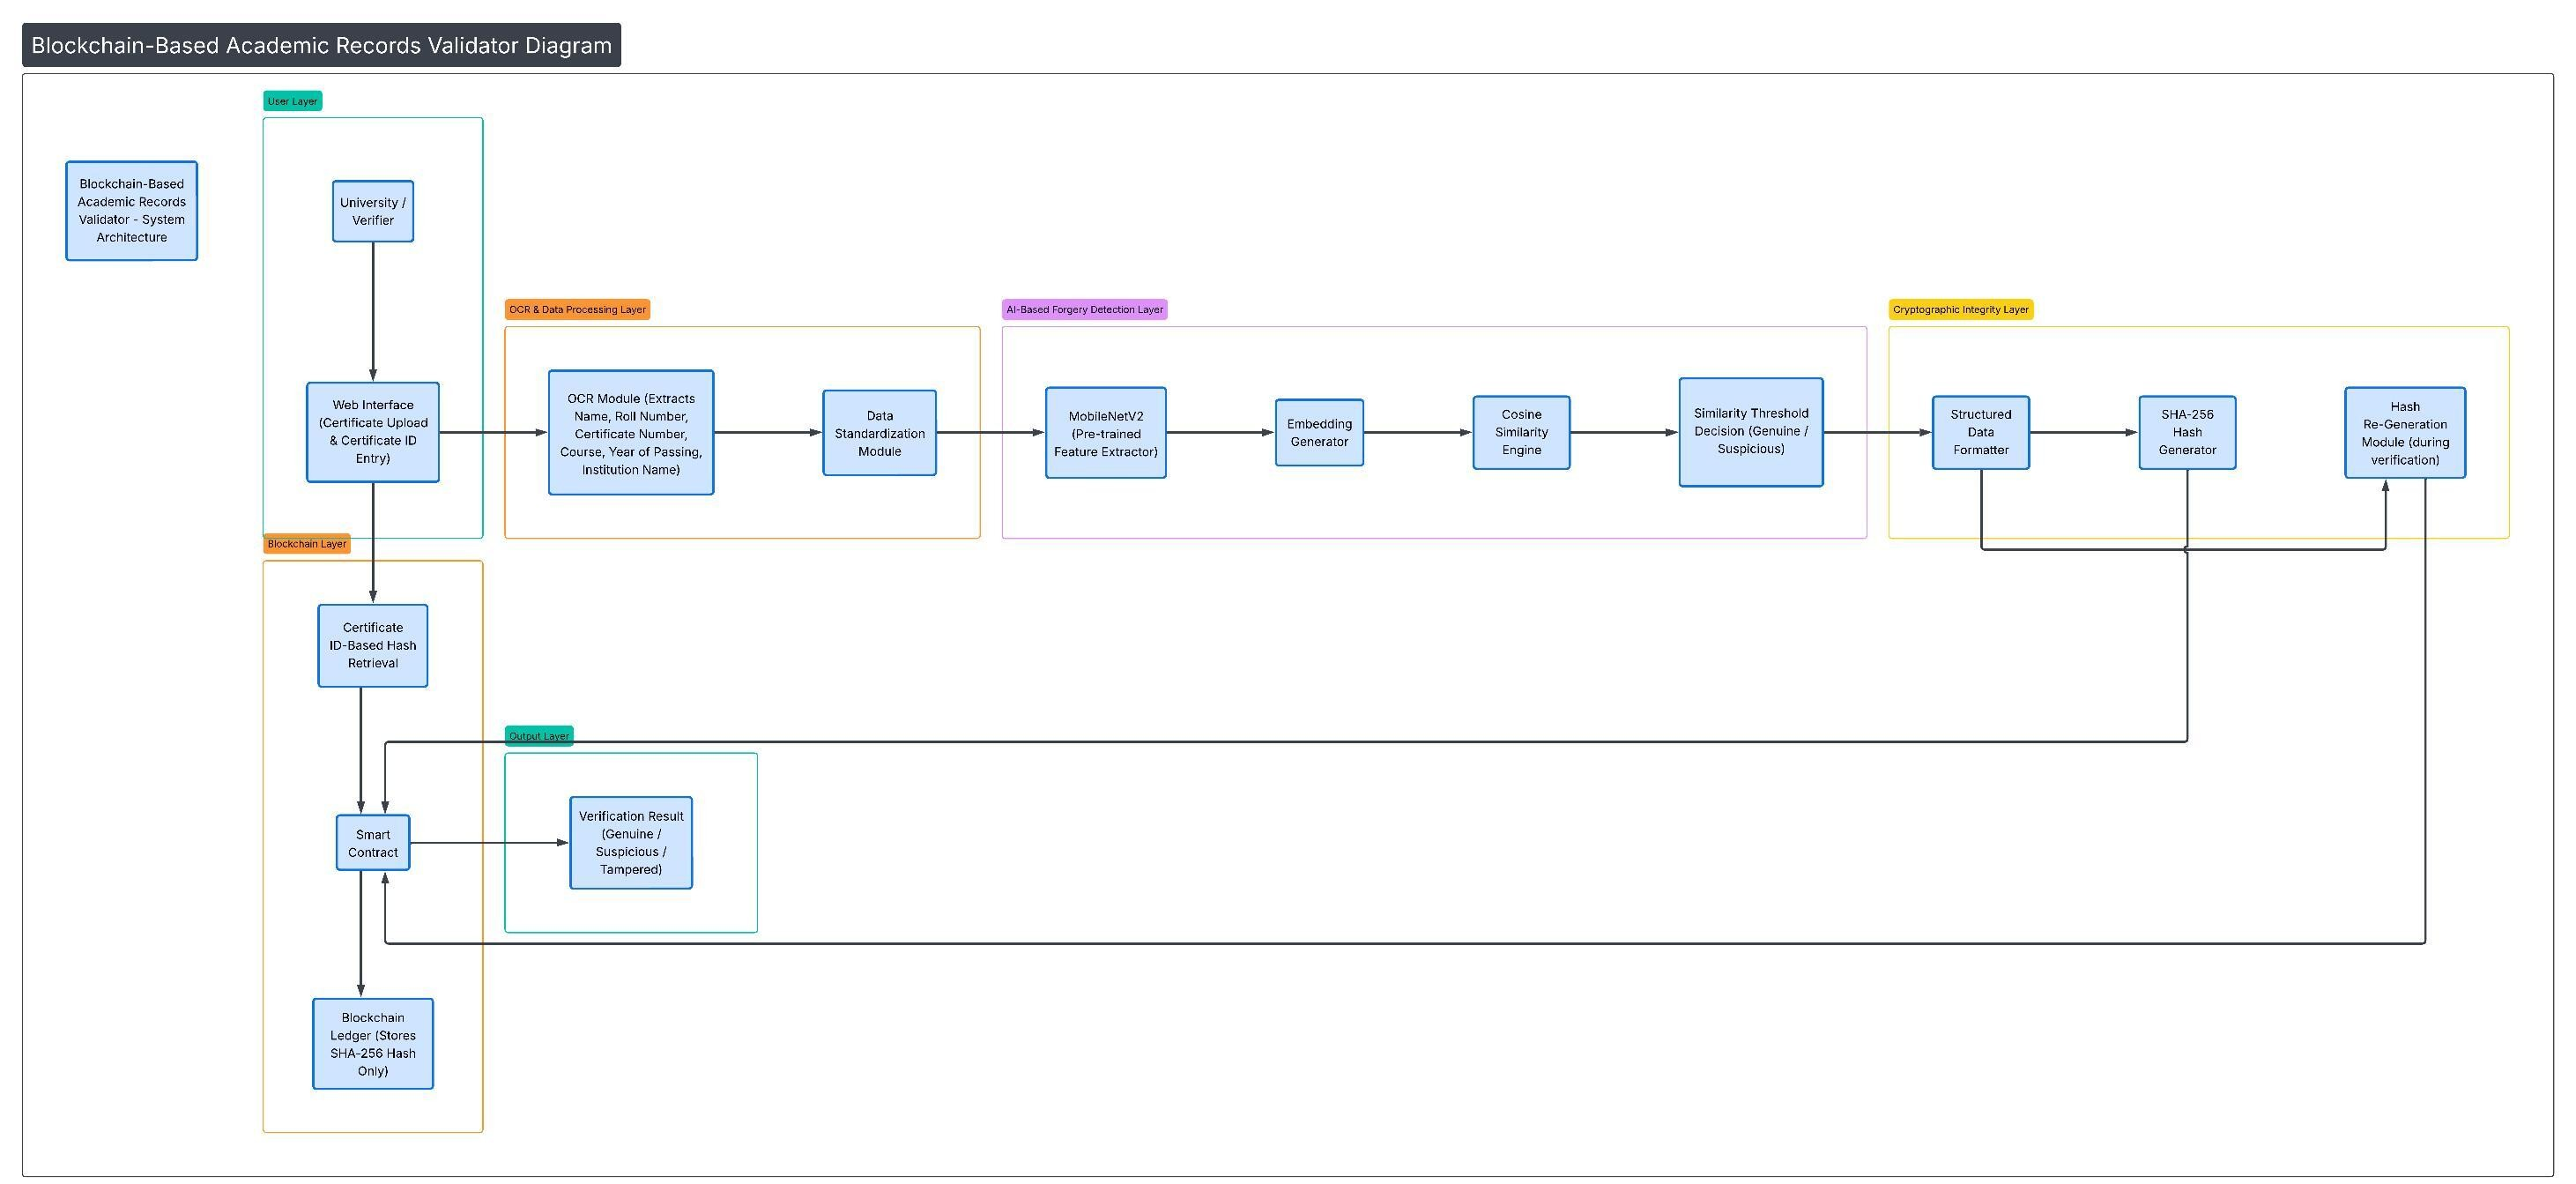 Blockchain-Based Academic Records Validator Diagram
User Layer
Blockchain-Based
Academic Records
Validator - System
Architecture
University /
Verifier
Web Interface
(Certificate Upload
& Certificate ID
Entry)
OCR & Data Processing Layer
OCR Module (Extracts
Name, Roll Number,
Certificate Number,
Course, Year of Passing,
Institution Name)
Data
Standardization
Module
AI-Based Forgery Detection Layer
MobileNetV2
(Pre-trained
Feature Extractor)
Embedding
Generator
Cosine
Similarity
Engine
Similarity Threshold
Decision (Genuine /
Suspicious)
Cryptographic Integrity Layer
Structured
Data
Formatter
SHA-256
Hash
Generator
Hash
Re-Generation
Module (during
verification)
Blockchain Layer
Certificate
ID-Based Hash
Retrieval
Smart
Contract
Blockchain
Ledger (Stores
SHA-256 Hash
Only)
Output Layer
Verification Result
(Genuine /
Suspicious /
Tampered)